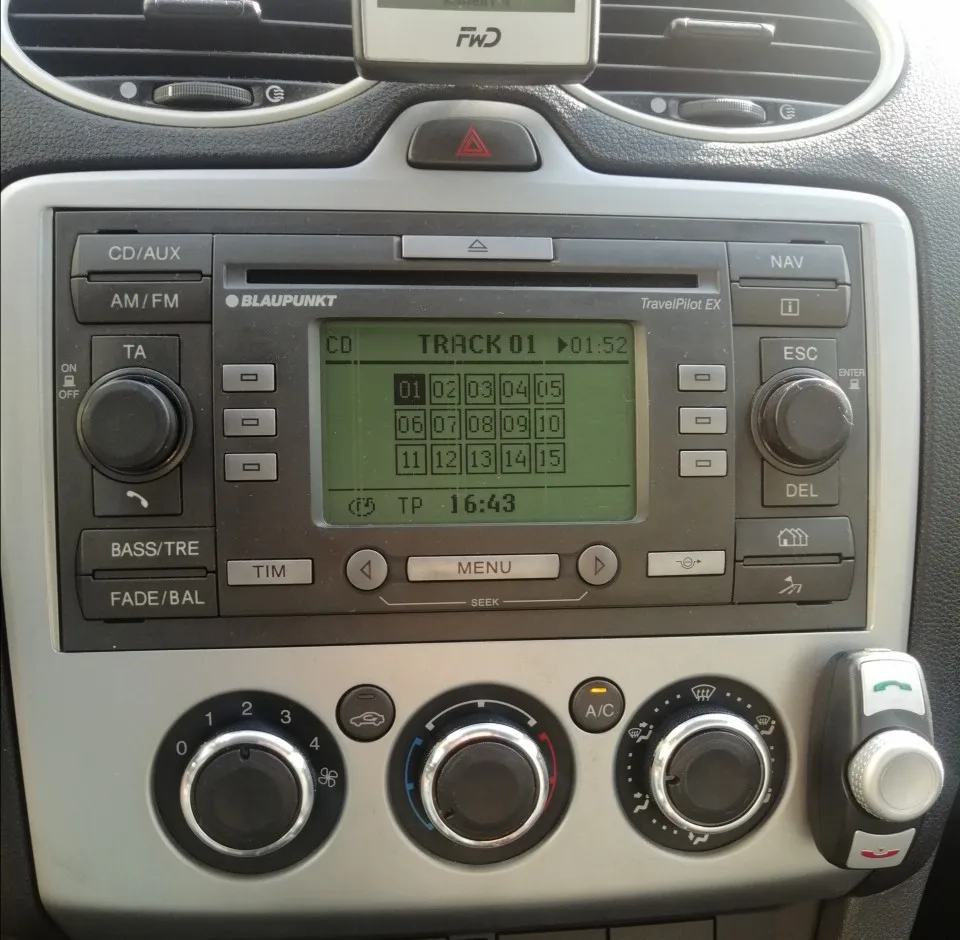 FWD
CD/AUX
AM/FM
NAV
BLAUPUNKT
TravelPilot EX
TA
ON
OFF
ESC
ENTER
CD TRACK 01 01:52
01 02 03 04 05
06 07 08 09 10
11 12 13 14 15
TP 16:43
DEL
BASS/TRE
FADE/BAL
TIM
MENU
SEEK
0 1 2 3 4
A/C